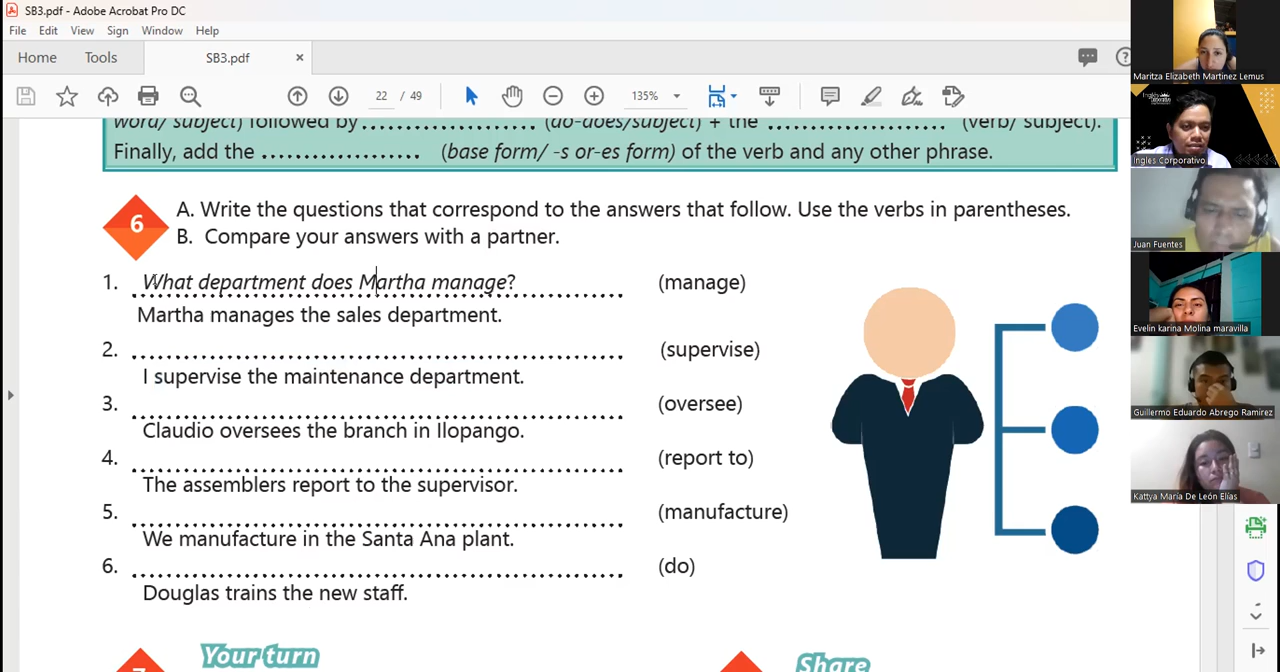 SB3.pdf - Adobe Acrobat Pro DC
File Edit View Sign Window Help
Home Tools SB3.pdf ×
22 / 49 135%
word/ subject) followed by ........................ (do-does/subject) + the ........................ (verb/ subject).
Finally, add the ...................... (base form/ -s or-es form) of the verb and any other phrase.
6
A. Write the questions that correspond to the answers that follow. Use the verbs in parentheses.
B. Compare your answers with a partner.
1. What department does Martha manage? (manage)
Martha manages the sales department.
2. (supervise)
I supervise the maintenance department.
3. (oversee)
Claudio oversees the branch in Ilopango.
4. (report to)
The assemblers report to the supervisor.
5. (manufacture)
We manufacture in the Santa Ana plant.
6. (do)
Douglas trains the new staff.
7 Your turn
Share
Maritza Elizabeth Martinez Lemus
Ingles Corporativo
Juan Fuentes
Evelin karina Molina maravilla
Guillermo Eduardo Abrego Ramirez
Kattya María De León Elías